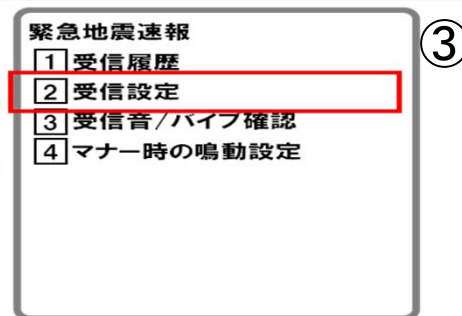 緊急地震速報
③
1 受信履歴
2 受信設定
3 受信音/バイブ確認
4 マナー時の鳴動設定